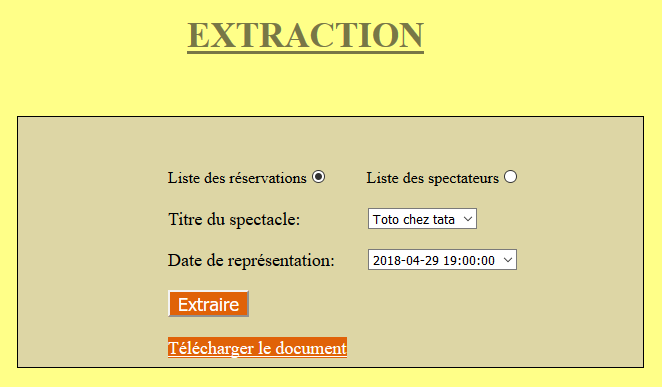 EXTRACTION
Liste des réservations Liste des spectateurs
Titre du spectacle: Toto chez tata
Date de représentation: 2018-04-29 19:00:00
Extraire
Télécharger le document